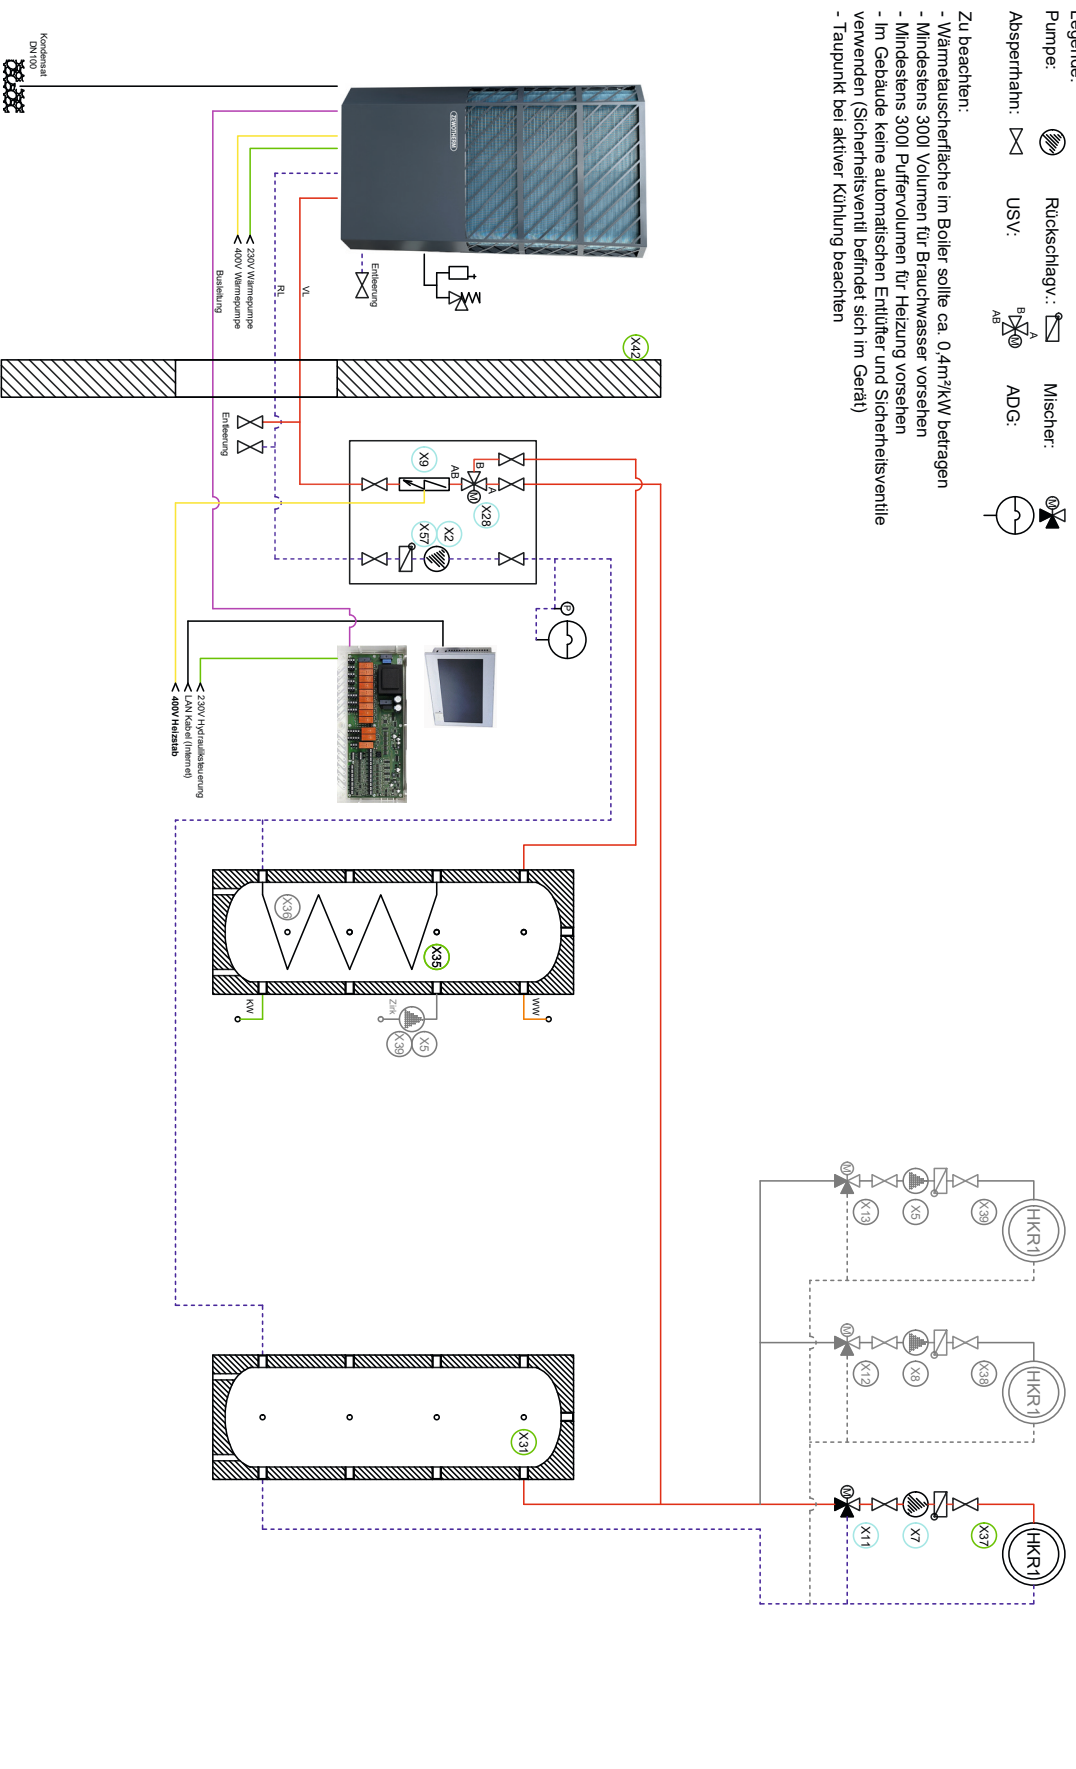 Legende:
Pumpe:
Rückschlagv.:
Mischer:
M
Absperrhahn:
USV:
B
A
M
AB
ADG:
Zu beachten:
- Wärmetauscherfläche im Boiler sollte ca. 0,4m²/kW betragen
- Mindestens 300l Volumen für Brauchwasser vorsehen
- Mindestens 300l Puffervolumen für Heizung vorsehen
- Im Gebäude keine automatischen Entlüfter und Sicherheitsventile
verwenden (Sicherheitsventil befindet sich im Gerät)
- Taupunkt bei aktiver Kühlung beachten
Kondensat
DN100
ZEWOTHERM
Entleerung
VL
RL
230V Wärmepumpe
400V Wärmepumpe
Busleitung
X42
Entleerung
X9
AB
B
A
M
X28
X57
X2
P
230V Hydrauliksteuerung
LAN Kabel (Internet)
400V Heizstab
X36
X35
KW
Zirk
X39
X5
WW
X31
HKR1
X39
X5
X13
M
HKR1
X38
X8
X12
M
HKR1
X37
X7
X11
M